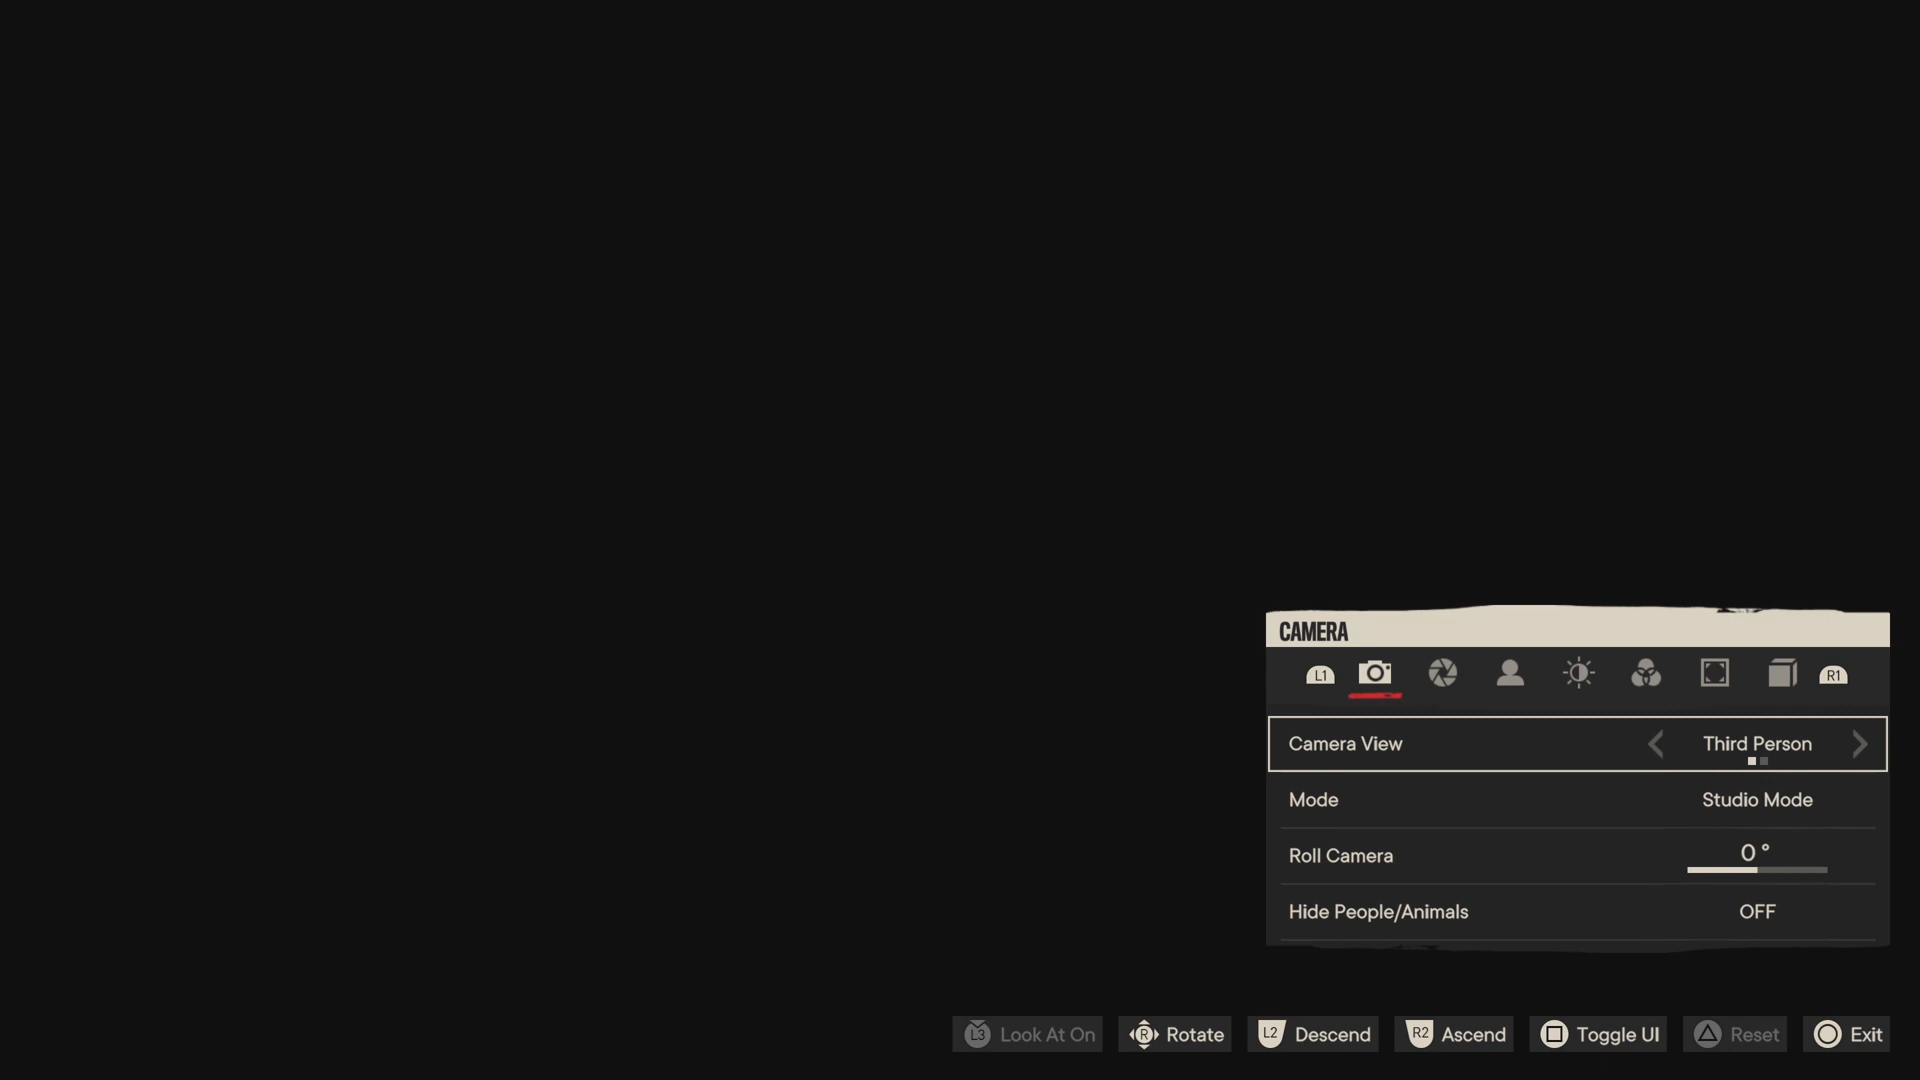 CAMERA
L1 R1
Camera View Third Person
Mode Studio Mode
Roll Camera 0 °
Hide People/Animals OFF
L3 Look At On R Rotate L2 Descend R2 Ascend Toggle UI Reset Exit